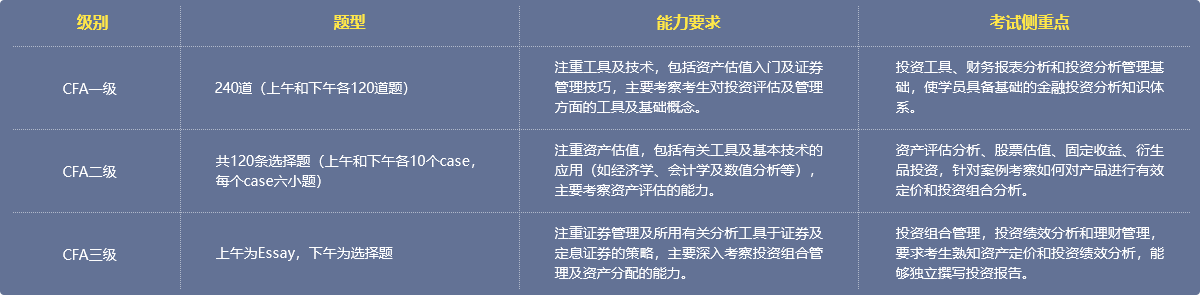 级别
题型
能力要求
考试侧重点
CFA一级
240道（上午和下午各120道题）
注重工具及技术，包括资产估值入门及证券
管理技巧，主要考察考生对投资评估及管理
方面的工具及基础概念。
投资工具、财务报表分析和投资分析管理基
础，使学员具备基础的金融投资分析知识体
系。
CFA二级
共120条选择题（上午和下午各10个case，
每个case六小题）
注重资产估值，包括有关工具及基本技术的
应用（如经济学、会计学及数值分析等），
主要考察资产评估的能力。
资产评估分析、股票估值、固定收益、衍生
品投资，针对案例考察如何对产品进行有效
定价和投资组合分析。
CFA三级
上午为Essay，下午为选择题
注重证券管理及所用有关分析工具于证券及
定息证券的策略，主要深入考察投资组合管
理及资产分配的能力。
投资组合管理，投资绩效分析和理财管理，
要求考生熟知资产定价和投资绩效分析，能
够独立撰写投资报告。